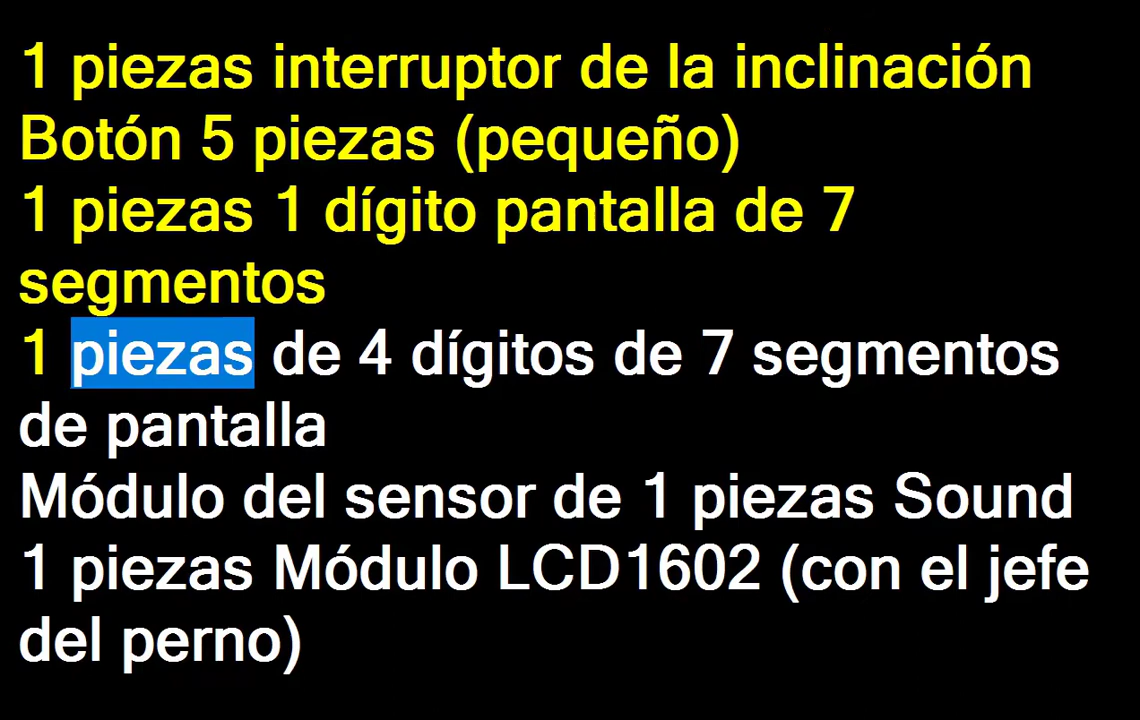 1 piezas interruptor de la inclinación
Botón 5 piezas (pequeño)
1 piezas 1 dígito pantalla de 7
segmentos
1 piezas de 4 dígitos de 7 segmentos
de pantalla
Módulo del sensor de 1 piezas Sound
1 piezas Módulo LCD1602 (con el jefe
del perno)